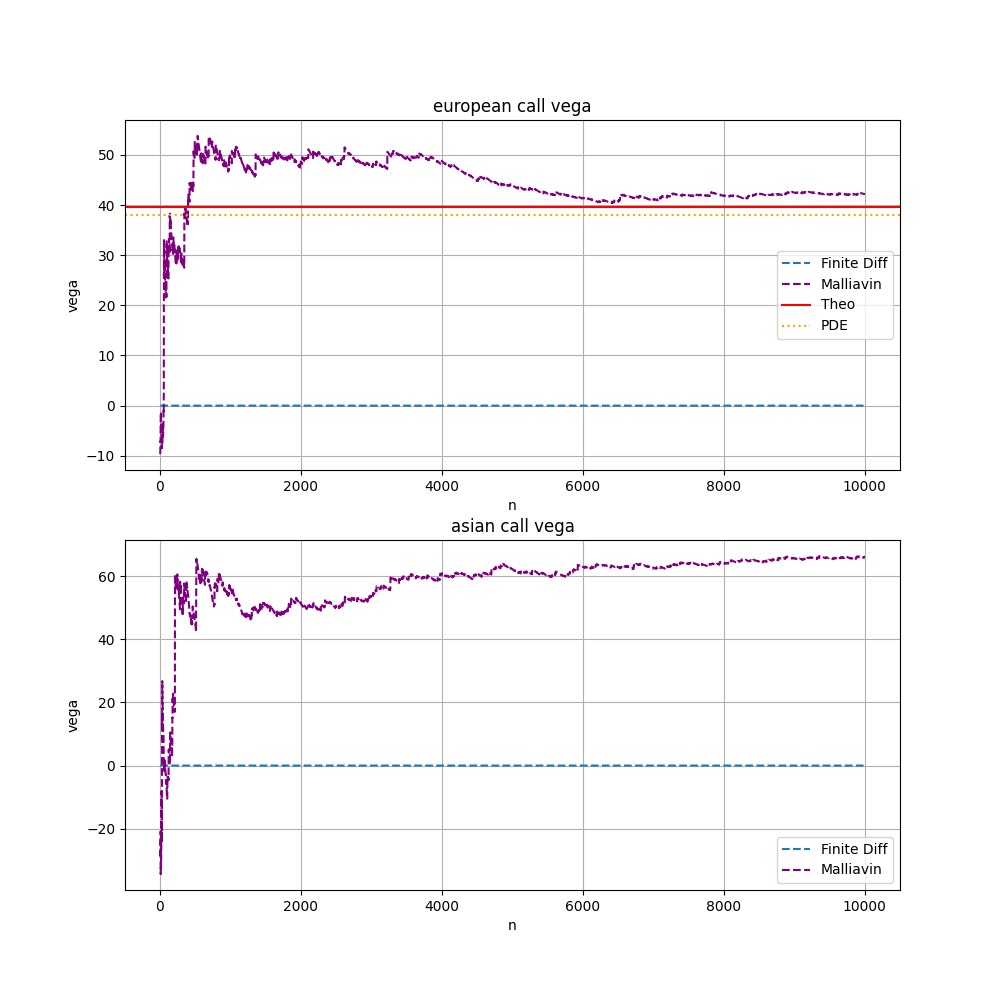 european call vega
50
40
30
20
10
0
−10
vega
Finite Diff
Malliavin
Theo
PDE
0 2000 4000 6000 8000 10000
n
asian call vega
60
40
20
0
−20
vega
Finite Diff
Malliavin
0 2000 4000 6000 8000 10000
n